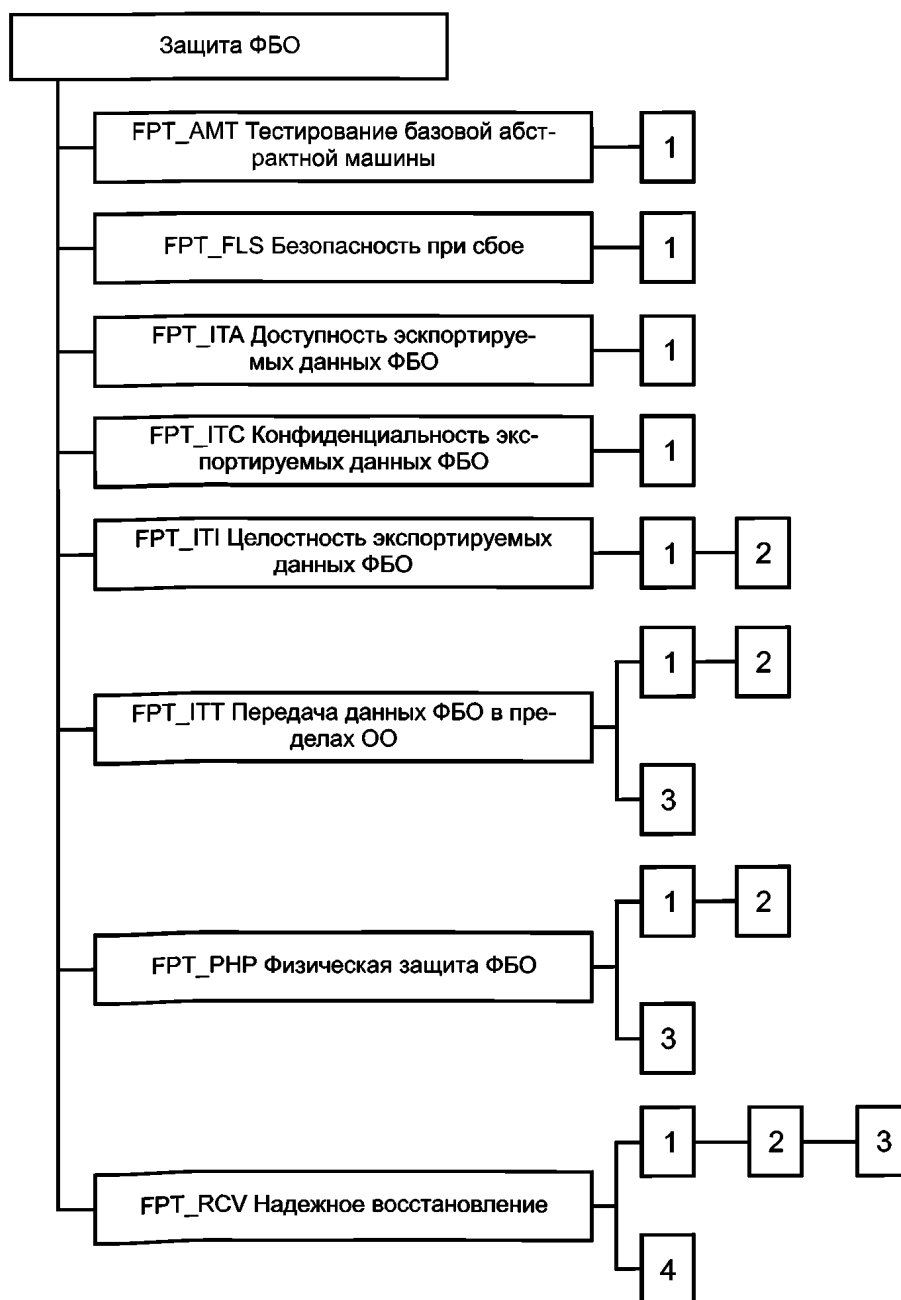 Защита ФБО
FPT_AMT Тестирование базовой абст-
рактной машины
1
FPT_FLS Безопасность при сбое
1
FPT_ITA Доступность эскпортируе-
мых данных ФБО
1
FPT_ITC Конфиденциальность экс-
портируемых данных ФБО
1
FPT_ITI Целостность экспортируемых
данных ФБО
1
2
FPT_ITT Передача данных ФБО в пре-
делах ОО
1
2
3
FPT_PHP Физическая защита ФБО
1
2
3
FPT_RCV Надежное восстановление
1
2
3
4